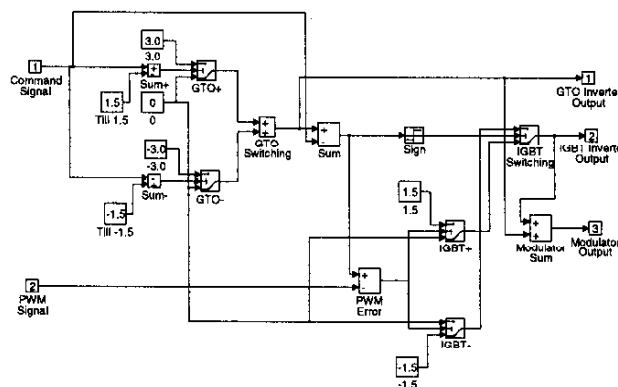 3.0
3.0
1
Command
Signal
+
-
Sum+
GTO+
1.5
Till 1.5
0
0
+
+
GTO
Switching
+
-
Sum
Sign
IGBT
Switching
1
GTO Inverter
Output
2
IGBT Inverter
Output
-3.0
-3.0
Sum-
GTO-
-1.5
Till -1.5
1.5
1.5
IGBT+
+
+
Modulator
Sum
3
Modulator
Output
2
PWM
Signal
+
-
PWM
Error
IGBT-
-1.5
-1.5